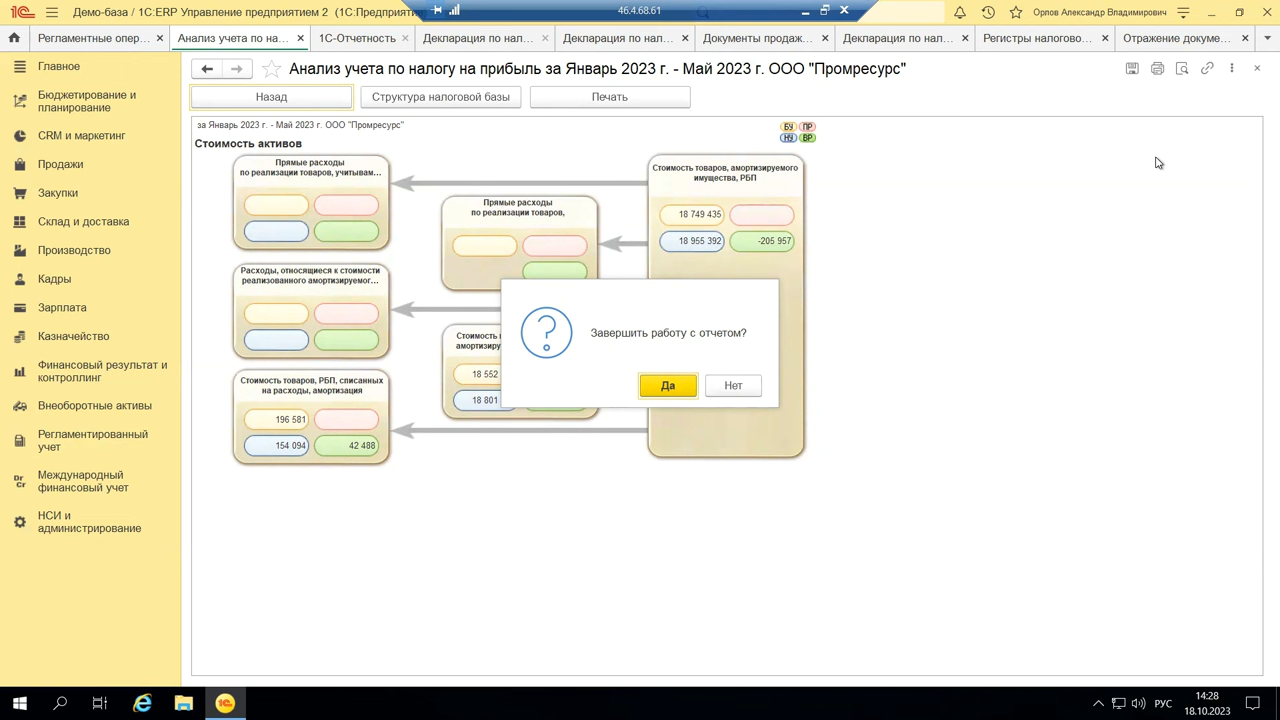 Демо-база / 1С:ERP Управление предприятием 2 (1С:Предприятие
46.4.68.61
Орлов Александр Владимирович
Регламентные опер...
Анализ учета по на...
1С-Отчетность
Декларация по нал...
Декларация по нал...
Документы продаж...
Декларация по нал...
Регистры налогово...
Отражение докуме...
Главное
Бюджетирование и
планирование
CRM и маркетинг
Продажи
Закупки
Склад и доставка
Производство
Кадры
Зарплата
Казначейство
Финансовый результат и
контроллинг
Внеоборотные активы
Регламентированный
учет
Dr
Cr
Международный
финансовый учет
НСИ и
администрирование
Анализ учета по налогу на прибыль за Январь 2023 г. - Май 2023 г. ООО "Промресурс"
Назад
Структура налоговой базы
Печать
за Январь 2023 г. - Май 2023 г. ООО "Промресурс"
БУ ПР
НУ ВР
Стоимость активов
Прямые расходы
по реализации товаров, учитывам...
Прямые расходы
по реализации товаров,
Стоимость товаров, амортизируемого
имущества, РБП
18 749 435
18 955 392
-205 957
Расходы, относящиеся к стоимости
реализованного амортизируемог...
18 552
18 801
Стоимость товаров, РБП, списанных
на расходы, амортизация
196 581
154 094
42 488
Завершить работу с отчетом?
Да
Нет
РУС
14:28
18.10.2023